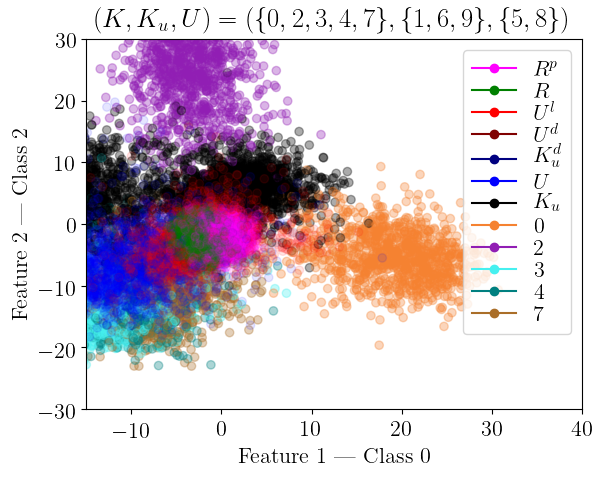 (K, K_u, U) = ({0, 2, 3, 4, 7}, {1, 6, 9}, {5, 8})
30
20
10
0
−10
−20
−30
Feature 2 — Class 2
R^p
R
U^l
U^d
K_u^d
U
K_u
0
2
3
4
7
−10
0
10
20
30
40
Feature 1 — Class 0